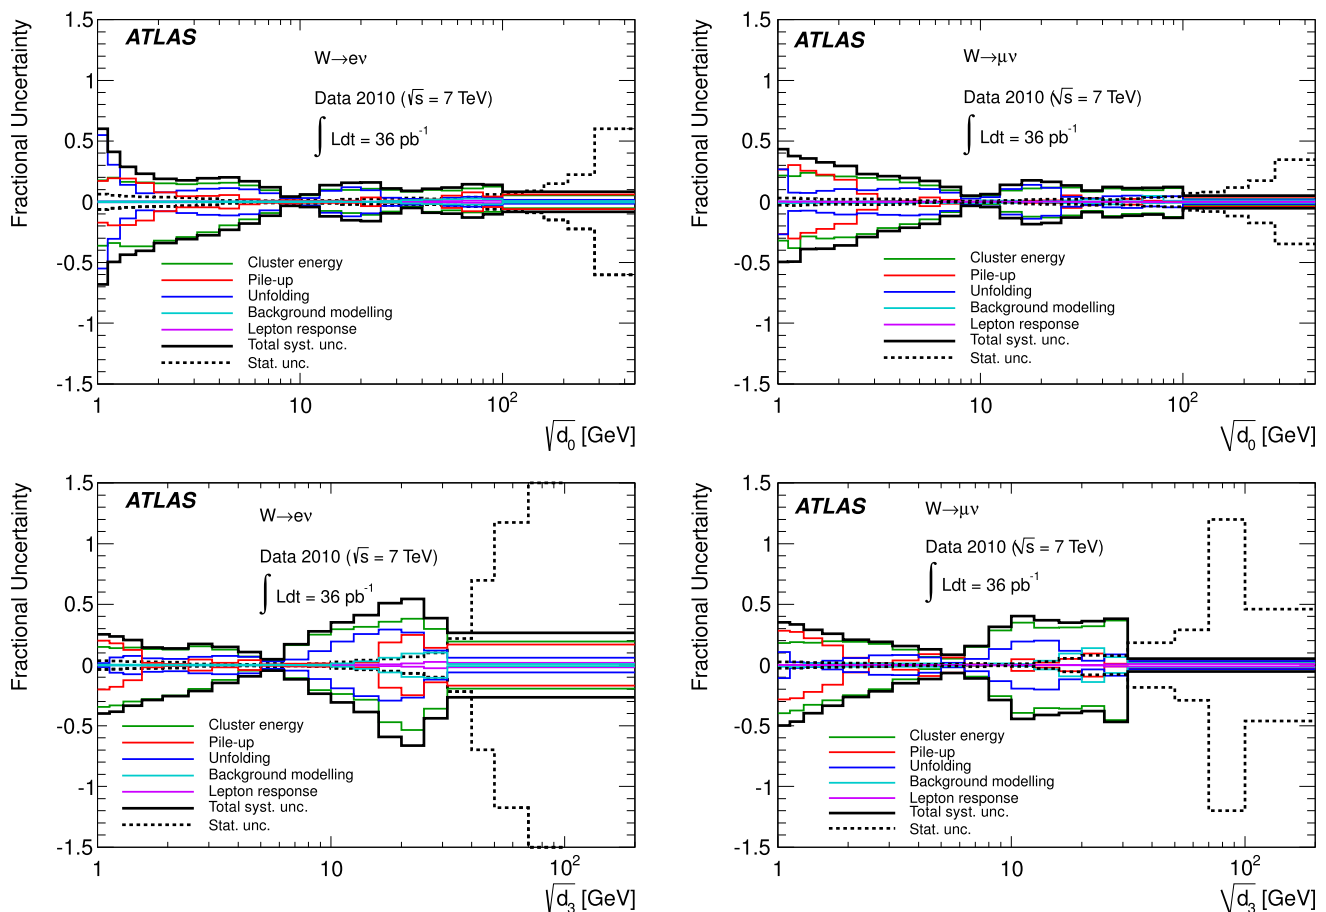 Fractional Uncertainty
1.5
1
0.5
0
-0.5
-1
-1.5
ATLAS
W→eν
Data 2010 (√s = 7 TeV)
∫ Ldt = 36 pb⁻¹
Cluster energy
Pile-up
Unfolding
Background modelling
Lepton response
Total syst. unc.
Stat. unc.
1 10 10²
√d₀ [GeV]
Fractional Uncertainty
1.5
1
0.5
0
-0.5
-1
-1.5
ATLAS
W→μν
Data 2010 (√s = 7 TeV)
∫ Ldt = 36 pb⁻¹
Cluster energy
Pile-up
Unfolding
Background modelling
Lepton response
Total syst. unc.
Stat. unc.
1 10 10²
√d₀ [GeV]
Fractional Uncertainty
1.5
1
0.5
0
-0.5
-1
-1.5
ATLAS
W→eν
Data 2010 (√s = 7 TeV)
∫ Ldt = 36 pb⁻¹
Cluster energy
Pile-up
Unfolding
Background modelling
Lepton response
Total syst. unc.
Stat. unc.
1 10 10²
√d₃ [GeV]
Fractional Uncertainty
1.5
1
0.5
0
-0.5
-1
-1.5
ATLAS
W→μν
Data 2010 (√s = 7 TeV)
∫ Ldt = 36 pb⁻¹
Cluster energy
Pile-up
Unfolding
Background modelling
Lepton response
Total syst. unc.
Stat. unc.
1 10 10²
√d₃ [GeV]